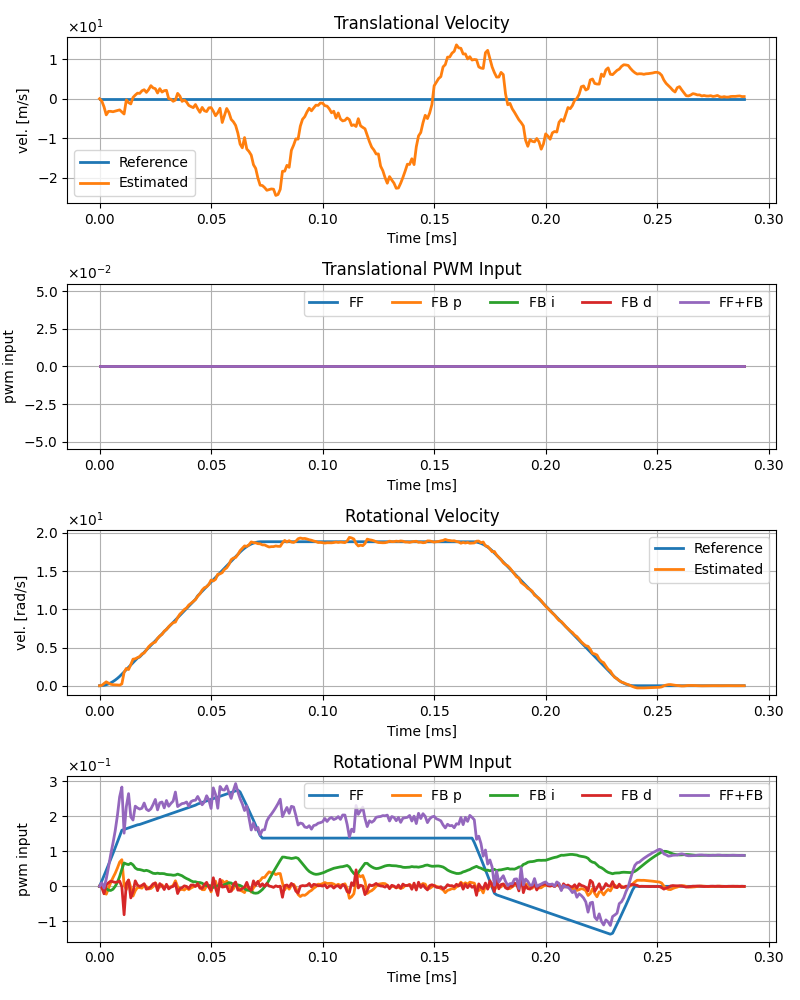 Translational Velocity
×10¹
1
0
−1
−2
vel. [m/s]
Reference
Estimated
0.00 0.05 0.10 0.15 0.20 0.25 0.30
Time [ms]
Translational PWM Input
×10⁻²
5.0
2.5
0.0
−2.5
−5.0
pwm input
FF FB p FB i FB d FF+FB
0.00 0.05 0.10 0.15 0.20 0.25 0.30
Time [ms]
Rotational Velocity
×10¹
2.0
1.5
1.0
0.5
0.0
vel. [rad/s]
Reference
Estimated
0.00 0.05 0.10 0.15 0.20 0.25 0.30
Time [ms]
Rotational PWM Input
×10⁻¹
3
2
1
0
−1
pwm input
FF FB p FB i FB d FF+FB
0.00 0.05 0.10 0.15 0.20 0.25 0.30
Time [ms]